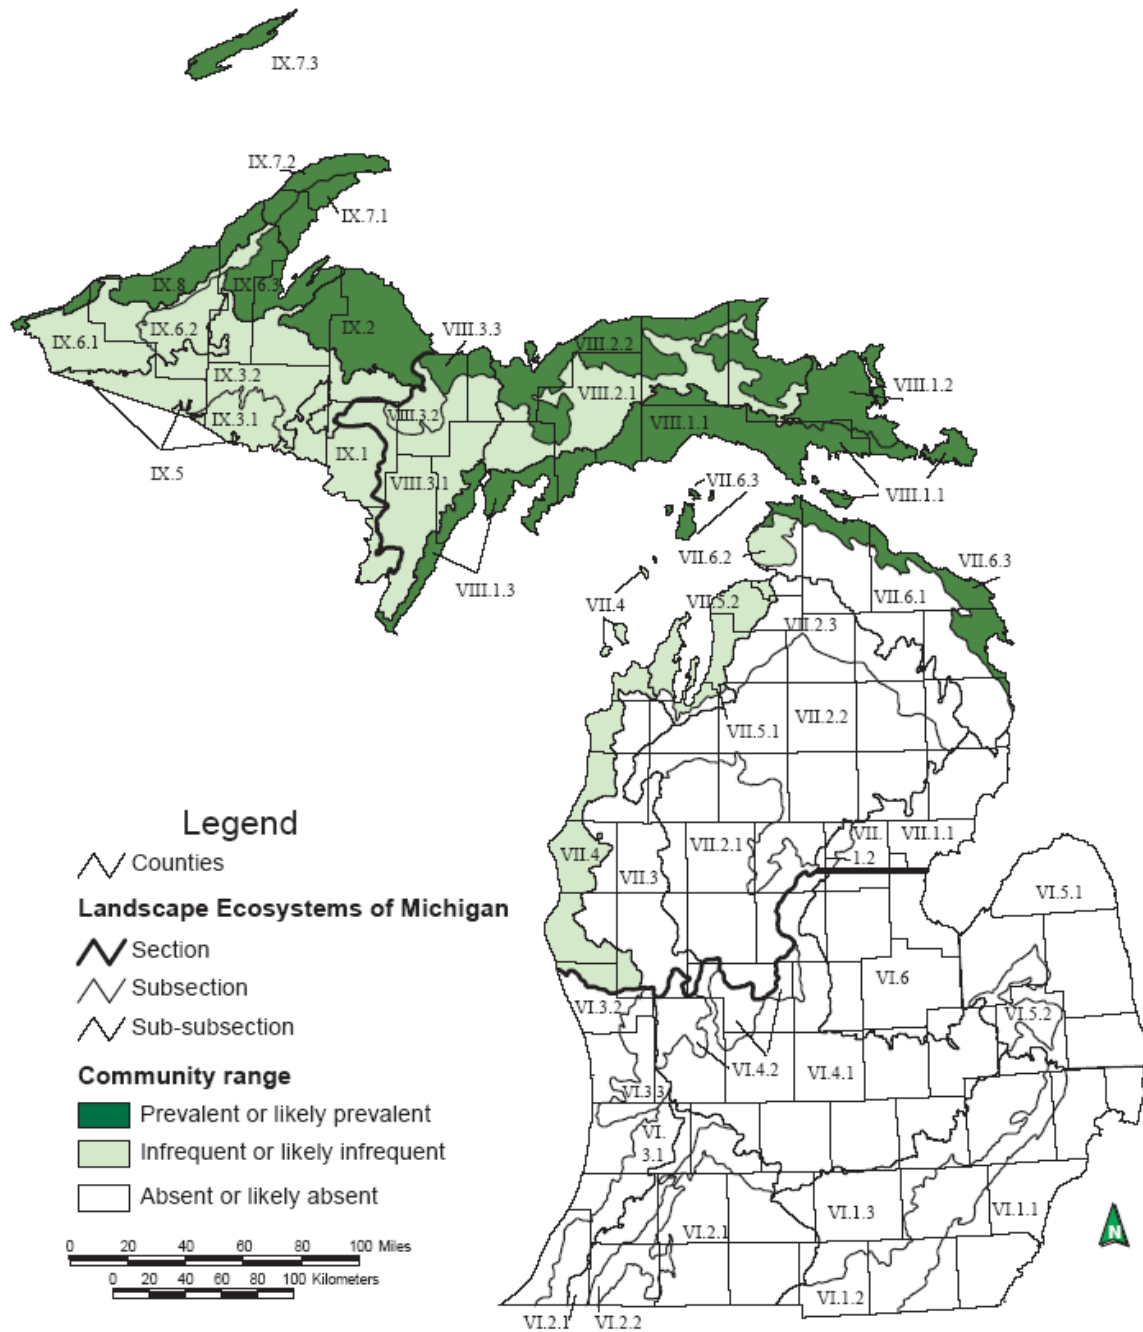 IX.7.3
IX.7.2
IX.7.1
IX.8
IX.6.3
IX.6.1
IX.6.2
IX.2
VIII.3.3
VIII.2.2
IX.3.2
VIII.2.1
VIII.1.2
IX.3.1
VIII.3.2
VIII.1.1
IX.1
IX.5
VIII.3.1
VII.6.3
VIII.1.1
VII.6.2
VIII.1.3
VII.6.3
VII.4
VII.5.2
VII.6.1
VII.2.3
VII.5.1
VII.2.2
VII.4
VII.3
VII.2.1
VII.
1.2
VII.1.1
VI.5.1
VI.6
VI.3.2
VI.5.2
VI.4.2
VI.4.1
VI.3.3
VI.
3.1
VI.2.1
VI.1.3
VI.1.1
VI.1.2
VI.2.1
VI.2.2
Legend
Counties
Landscape Ecosystems of Michigan
Section
Subsection
Sub-subsection
Community range
Prevalent or likely prevalent
Infrequent or likely infrequent
Absent or likely absent
0 20 40 60 80 100 Miles
0 20 40 60 80 100 Kilometers
N